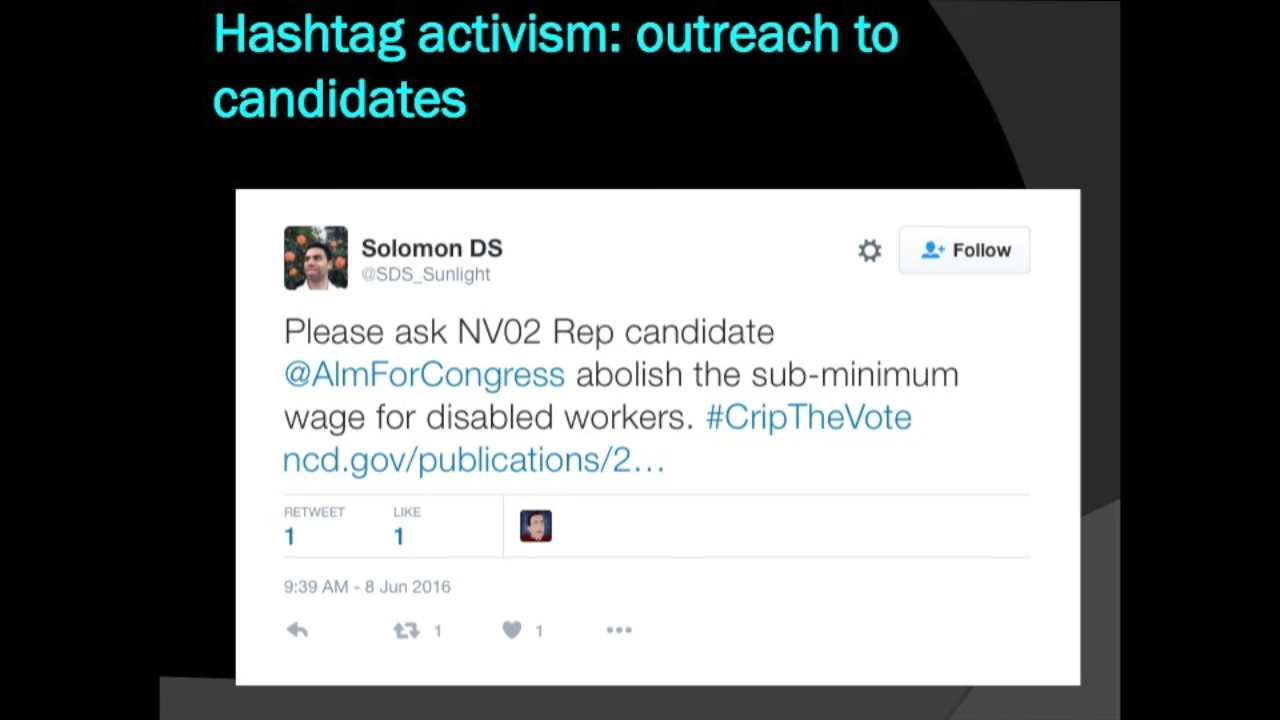 Hashtag activism: outreach to
candidates
Solomon DS
@SDS_Sunlight
Follow
Please ask NV02 Rep candidate
@AlmForCongress abolish the sub-minimum
wage for disabled workers. #CripTheVote
ncd.gov/publications/2...
RETWEET LIKE
1 1
9:39 AM - 8 Jun 2016
1 1